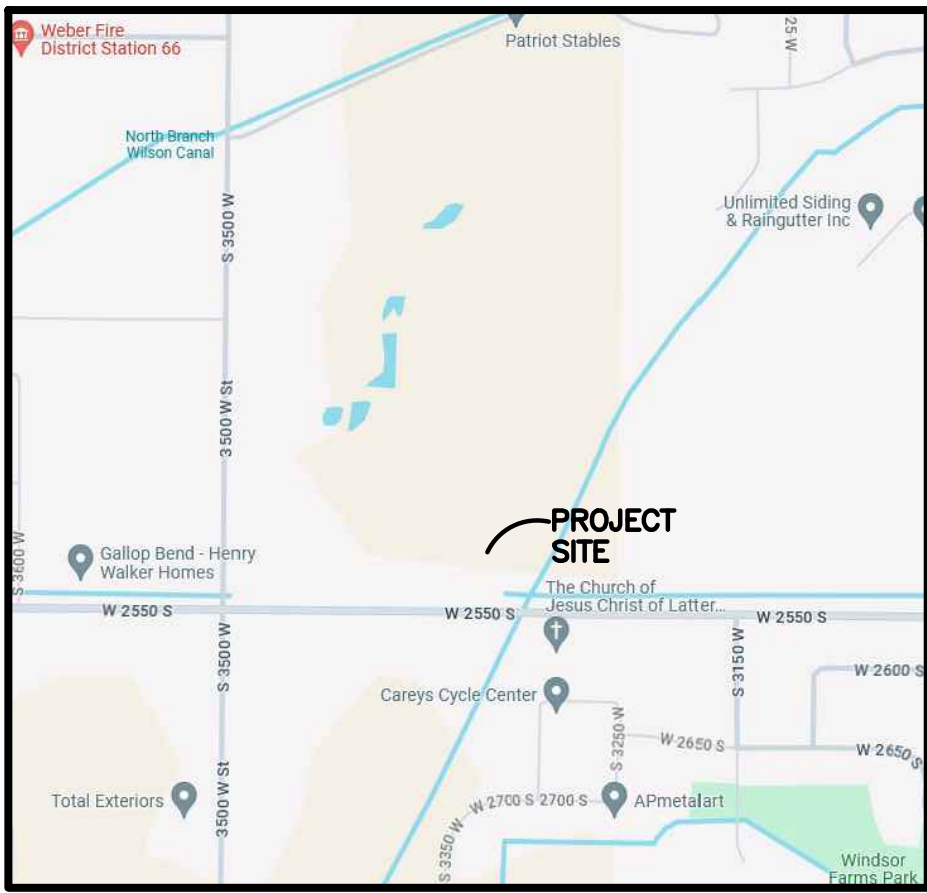 Weber Fire
District Station 66
Patriot Stables
25 W
North Branch
Wilson Canal
S 3500 W
Unlimited Siding
& Raingutter Inc
3500 W St
PROJECT
SITE
S 3600 W
Gallop Bend - Henry
Walker Homes
The Church of
Jesus Christ of Latter...
W 2550 S
W 2550 S
W 2550 S
S 3500 W
S 3150 W
W 2600 S
Careys Cycle Center
S 3250 W
W 2650 S
W 2650 S
3500 W St
Total Exteriors
W 2700 S 2700 S
APmetalart
S 3350 W
Windsor
Farms Park